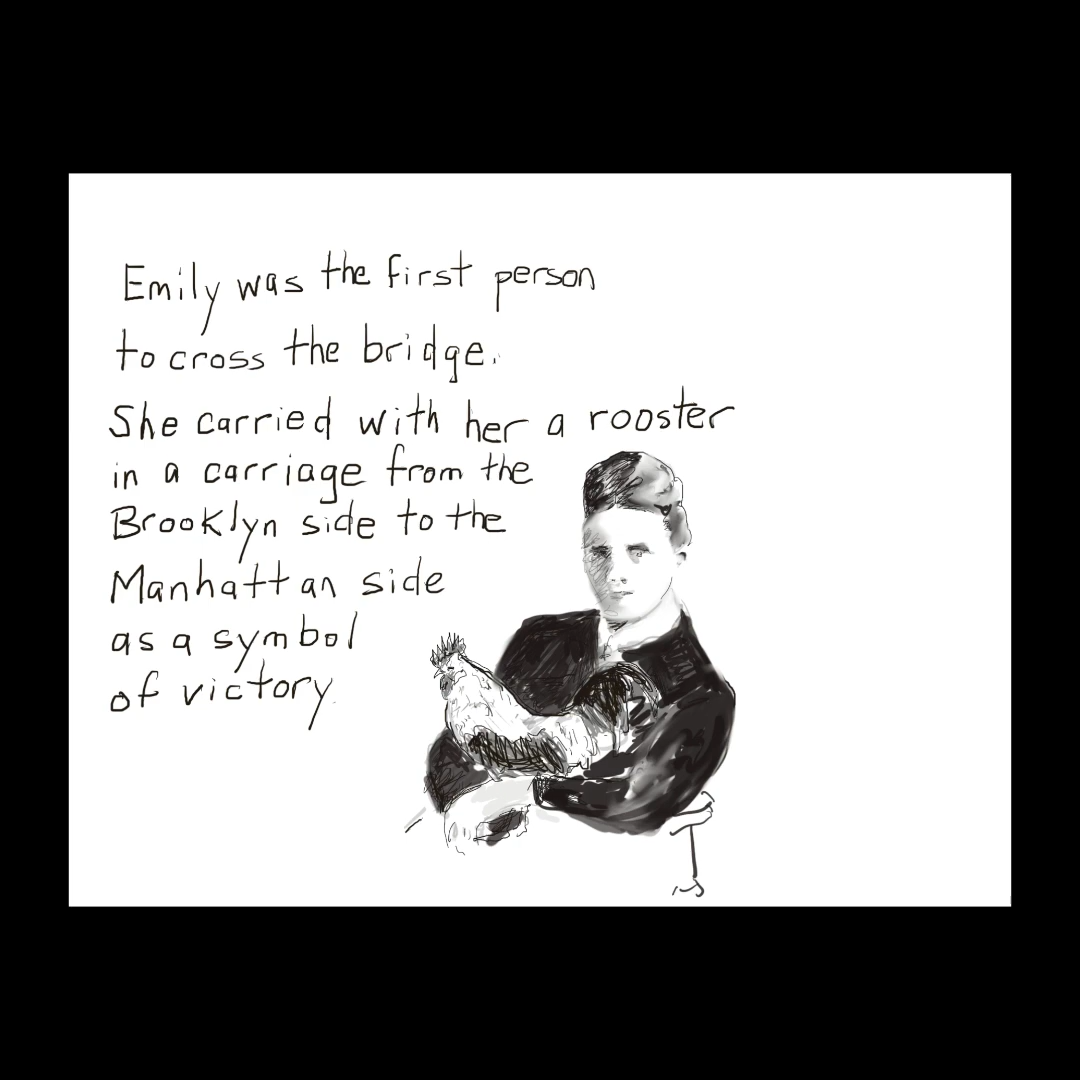 Emily was the first person
to cross the bridge.
She carried with her a rooster
in a carriage from the
Brooklyn side to the
Manhattan side
as a symbol
of victory.